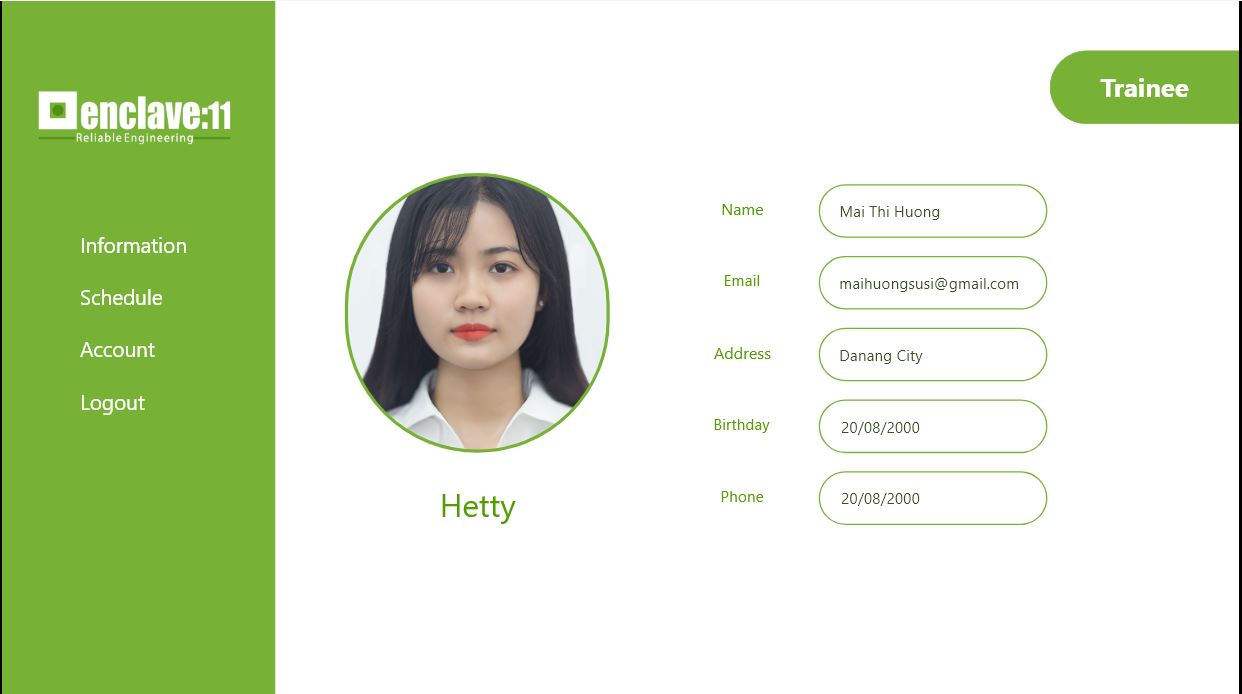 enclave:11
Reliable Engineering
Trainee
Information
Schedule
Account
Logout
Hetty
Name
Mai Thi Huong
Email
maihuongsusi@gmail.com
Address
Danang City
Birthday
20/08/2000
Phone
20/08/2000